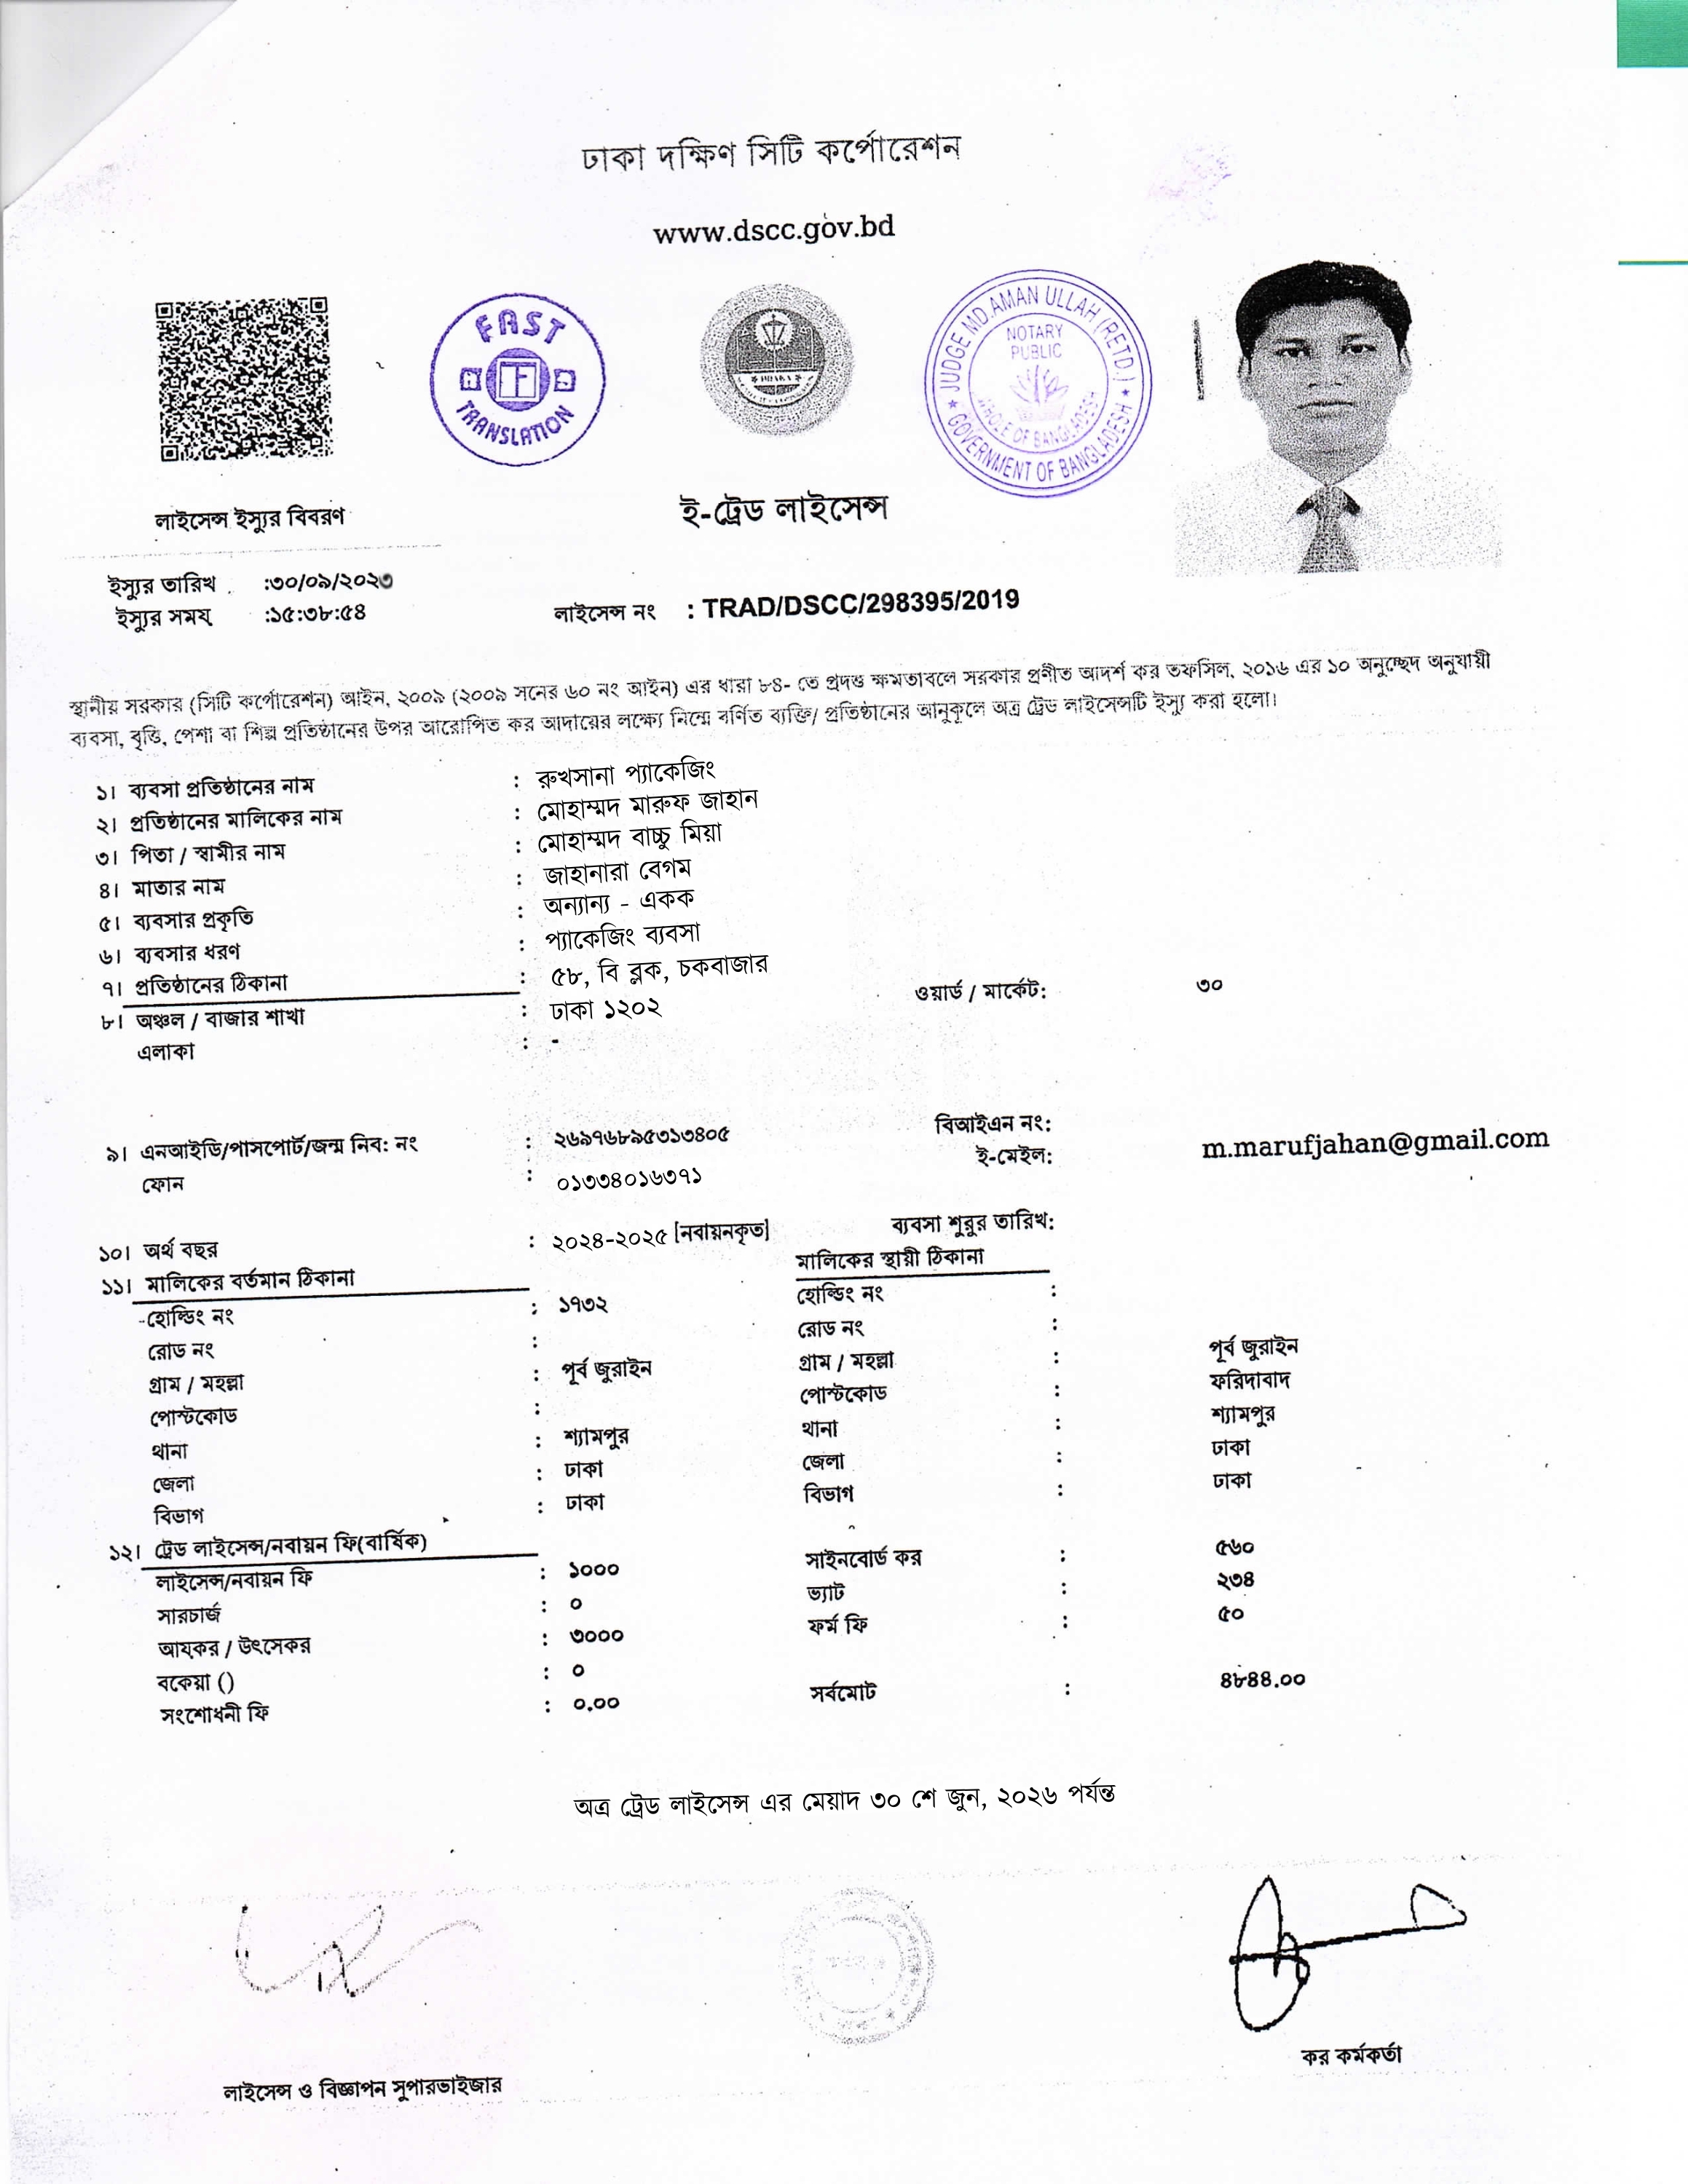 ঢাকা দক্ষিণ সিটি কর্পোরেশন
www.dscc.gov.bd
FAST
TRANSLATION
DHAKA
JUDGE MD.AMAN ULLAH (RETD.)
NOTARY
PUBLIC
WHOLE OF BANGLADESH
GOVERNMENT OF BANGLADESH
লাইসেন্স ইস্যুর বিবরণ
ই-ট্রেড লাইসেন্স
ইস্যুর তারিখ :৩০/০৯/২০২৩
ইস্যুর সময় :১৫:৩৮:৫৪
লাইসেন্স নং : TRAD/DSCC/298395/2019
স্থানীয় সরকার (সিটি কর্পোরেশন) আইন, ২০০৯ (২০০৯ সনের ৬০ নং আইন) এর ধারা ৮৪- তে প্রদত্ত ক্ষমতাবলে সরকার প্রণীত আদর্শ কর তফসিল, ২০১৬ এর ১০ অনুচ্ছেদ অনুযায়ী
ব্যবসা, বৃত্তি, পেশা বা শিল্প প্রতিষ্ঠানের উপর আরোপিত কর আদায়ের লক্ষ্যে নিম্নে বর্ণিত ব্যক্তি/ প্রতিষ্ঠানের আনুকূলে অত্র ট্রেড লাইসেন্সটি ইস্যু করা হলো।
১। ব্যবসা প্রতিষ্ঠানের নাম : রুখসানা প্যাকেজিং
২। প্রতিষ্ঠানের মালিকের নাম : মোহাম্মদ মারুফ জাহান
৩। পিতা / স্বামীর নাম : মোহাম্মদ বাচ্চু মিয়া
৪। মাতার নাম : জাহানারা বেগম
৫। ব্যবসার প্রকৃতি : অন্যান্য - একক
৬। ব্যবসার ধরণ : প্যাকেজিং ব্যবসা
৭। প্রতিষ্ঠানের ঠিকানা : ৫৮, বি ব্লক, চকবাজার
৮। অঞ্চল / বাজার শাখা : ঢাকা ১২০২ ওয়ার্ড / মার্কেট: ৩০
এলাকা : -
৯। এনআইডি/পাসপোর্ট/জন্ম নিব: নং : ২৬৯৭৬৮৯৫৩১৩৪০৫ বিআইএন নং:
ফোন : ০১৩৩৪০১৬৩৭১ ই-মেইল: m.marufjahan@gmail.com
১০। অর্থ বছর : ২০২৪-২০২৫ [নবায়নকৃত] ব্যবসা শুরুর তারিখ:
১১। মালিকের বর্তমান ঠিকানা মালিকের স্থায়ী ঠিকানা
-হোল্ডিং নং : ১৭৩২ হোল্ডিং নং :
রোড নং : রোড নং :
গ্রাম / মহল্লা : পূর্ব জুরাইন গ্রাম / মহল্লা : পূর্ব জুরাইন
পোস্টকোড : পোস্টকোড : ফরিদাবাদ
থানা : শ্যামপুর থানা : শ্যামপুর
জেলা : ঢাকা জেলা : ঢাকা
বিভাগ : ঢাকা বিভাগ : ঢাকা
১২। ট্রেড লাইসেন্স/নবায়ন ফি(বার্ষিক)
লাইসেন্স/নবায়ন ফি : ১০০০ সাইনবোর্ড কর : ৫৬০
সারচার্জ : ০ ভ্যাট : ২৩৪
আয়কর / উৎসেকর : ৩০০০ ফর্ম ফি : ৫০
বকেয়া () : ০
সংশোধনী ফি : ০.০০ সর্বমোট : ৪৮৪৪.০০
অত্র ট্রেড লাইসেন্স এর মেয়াদ ৩০ শে জুন, ২০২৬ পর্যন্ত
লাইসেন্স ও বিজ্ঞাপন সুপারভাইজার
কর কর্মকর্তা